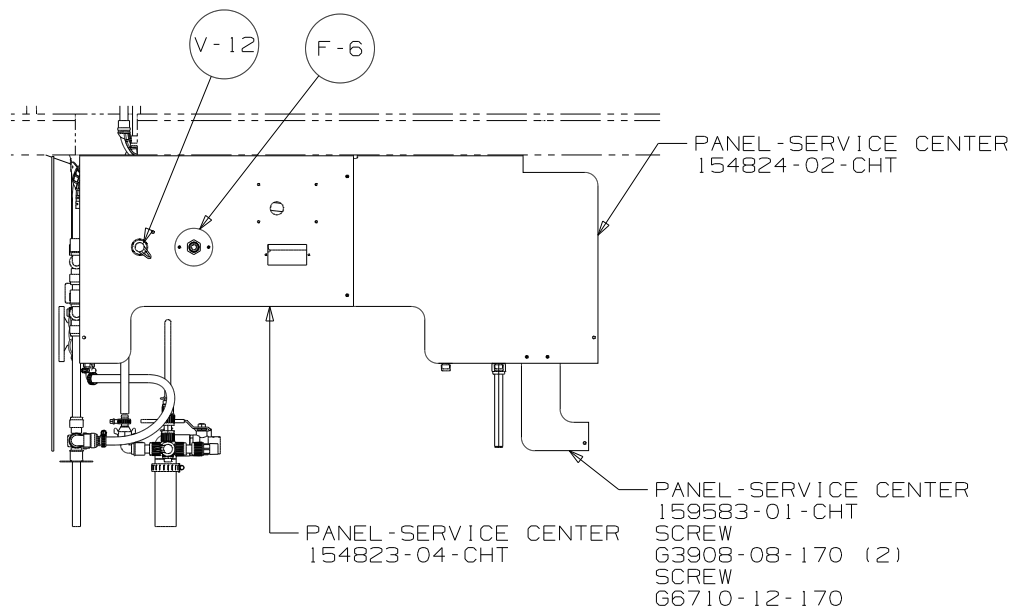 V-12
F-6
PANEL-SERVICE CENTER
154824-02-CHT
PANEL-SERVICE CENTER
159583-01-CHT
SCREW
G3908-08-170 (2)
SCREW
G6710-12-170
PANEL-SERVICE CENTER
154823-04-CHT